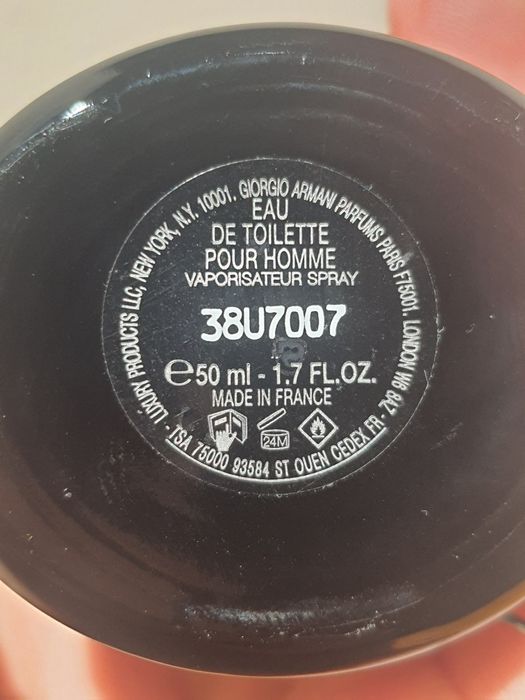 EAU
DE TOILETTE
POUR HOMME
VAPORISATEUR SPRAY
38U7007
e 50 ml - 1.7 FL.OZ.
MADE IN FRANCE
24M
LUXURY PRODUCTS LLC, NEW YORK, N.Y. 10001. GIORGIO ARMANI PARFUMS PARIS F75001. LONDON W6 8AZ
- TSA 75000 93584 ST OUEN CEDEX FR -